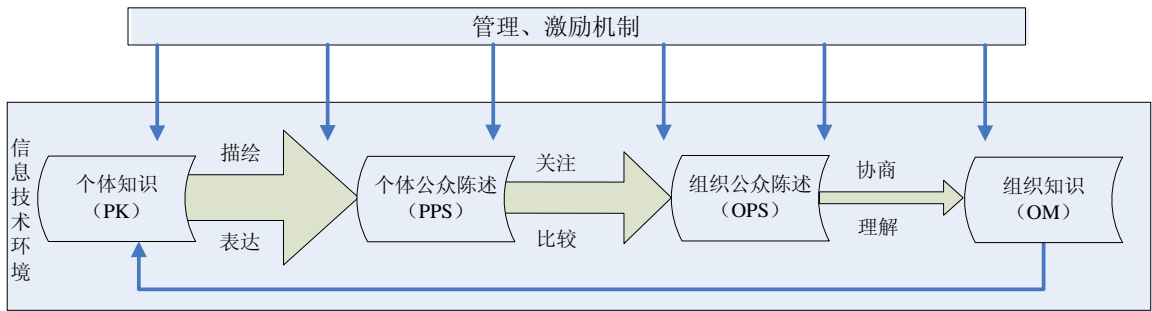 管理、激励机制
信息技术环境
个体知识
（PK）
描绘
表达
个体公众陈述
（PPS）
关注
比较
组织公众陈述
（OPS）
协商
理解
组织知识
（OM）